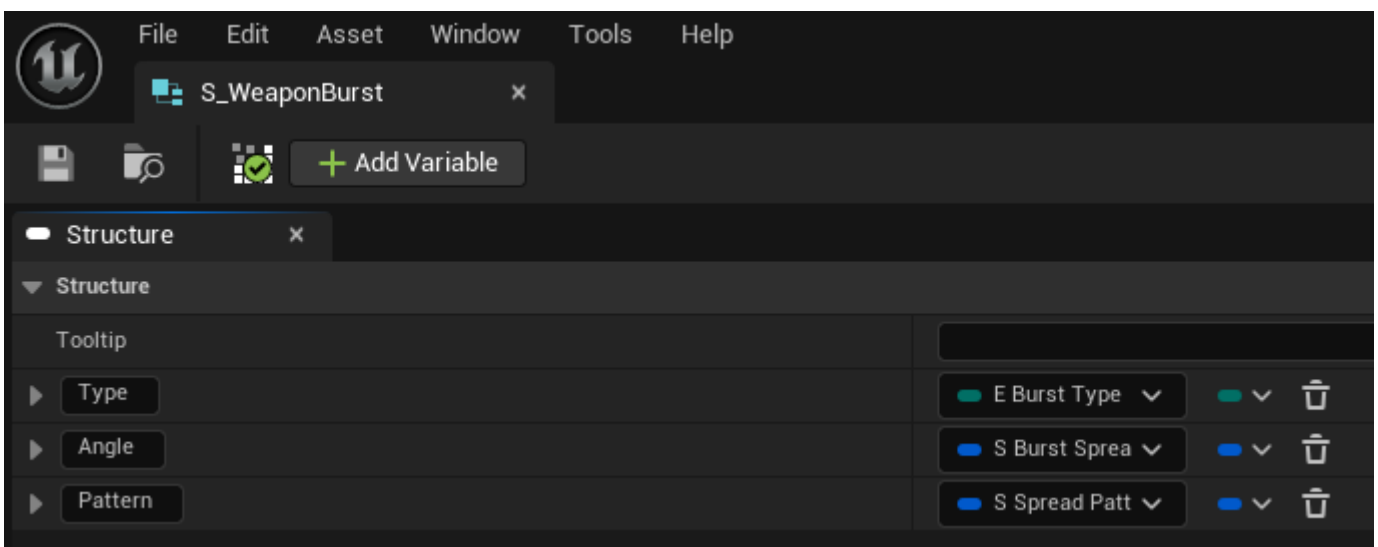 File Edit Asset Window Tools Help
S_WeaponBurst
Add Variable
Structure
Structure
Tooltip
Type E Burst Type
Angle S Burst Sprea
Pattern S Spread Patt